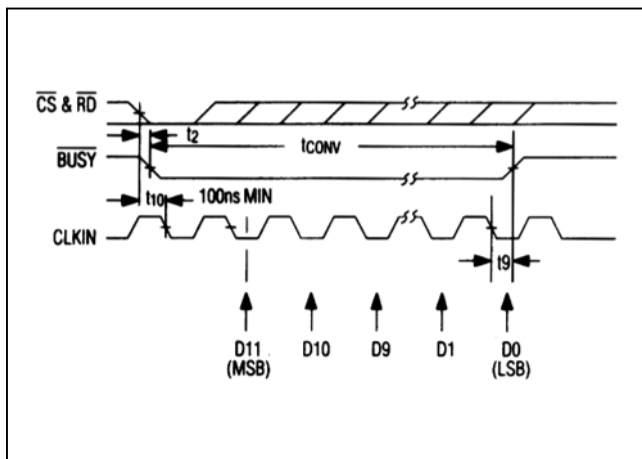 CS & RD
t2
tCONV
BUSY
t10
100ns MIN
CLKIN
t9
D11
(MSB)
D10
D9
D1
D0
(LSB)